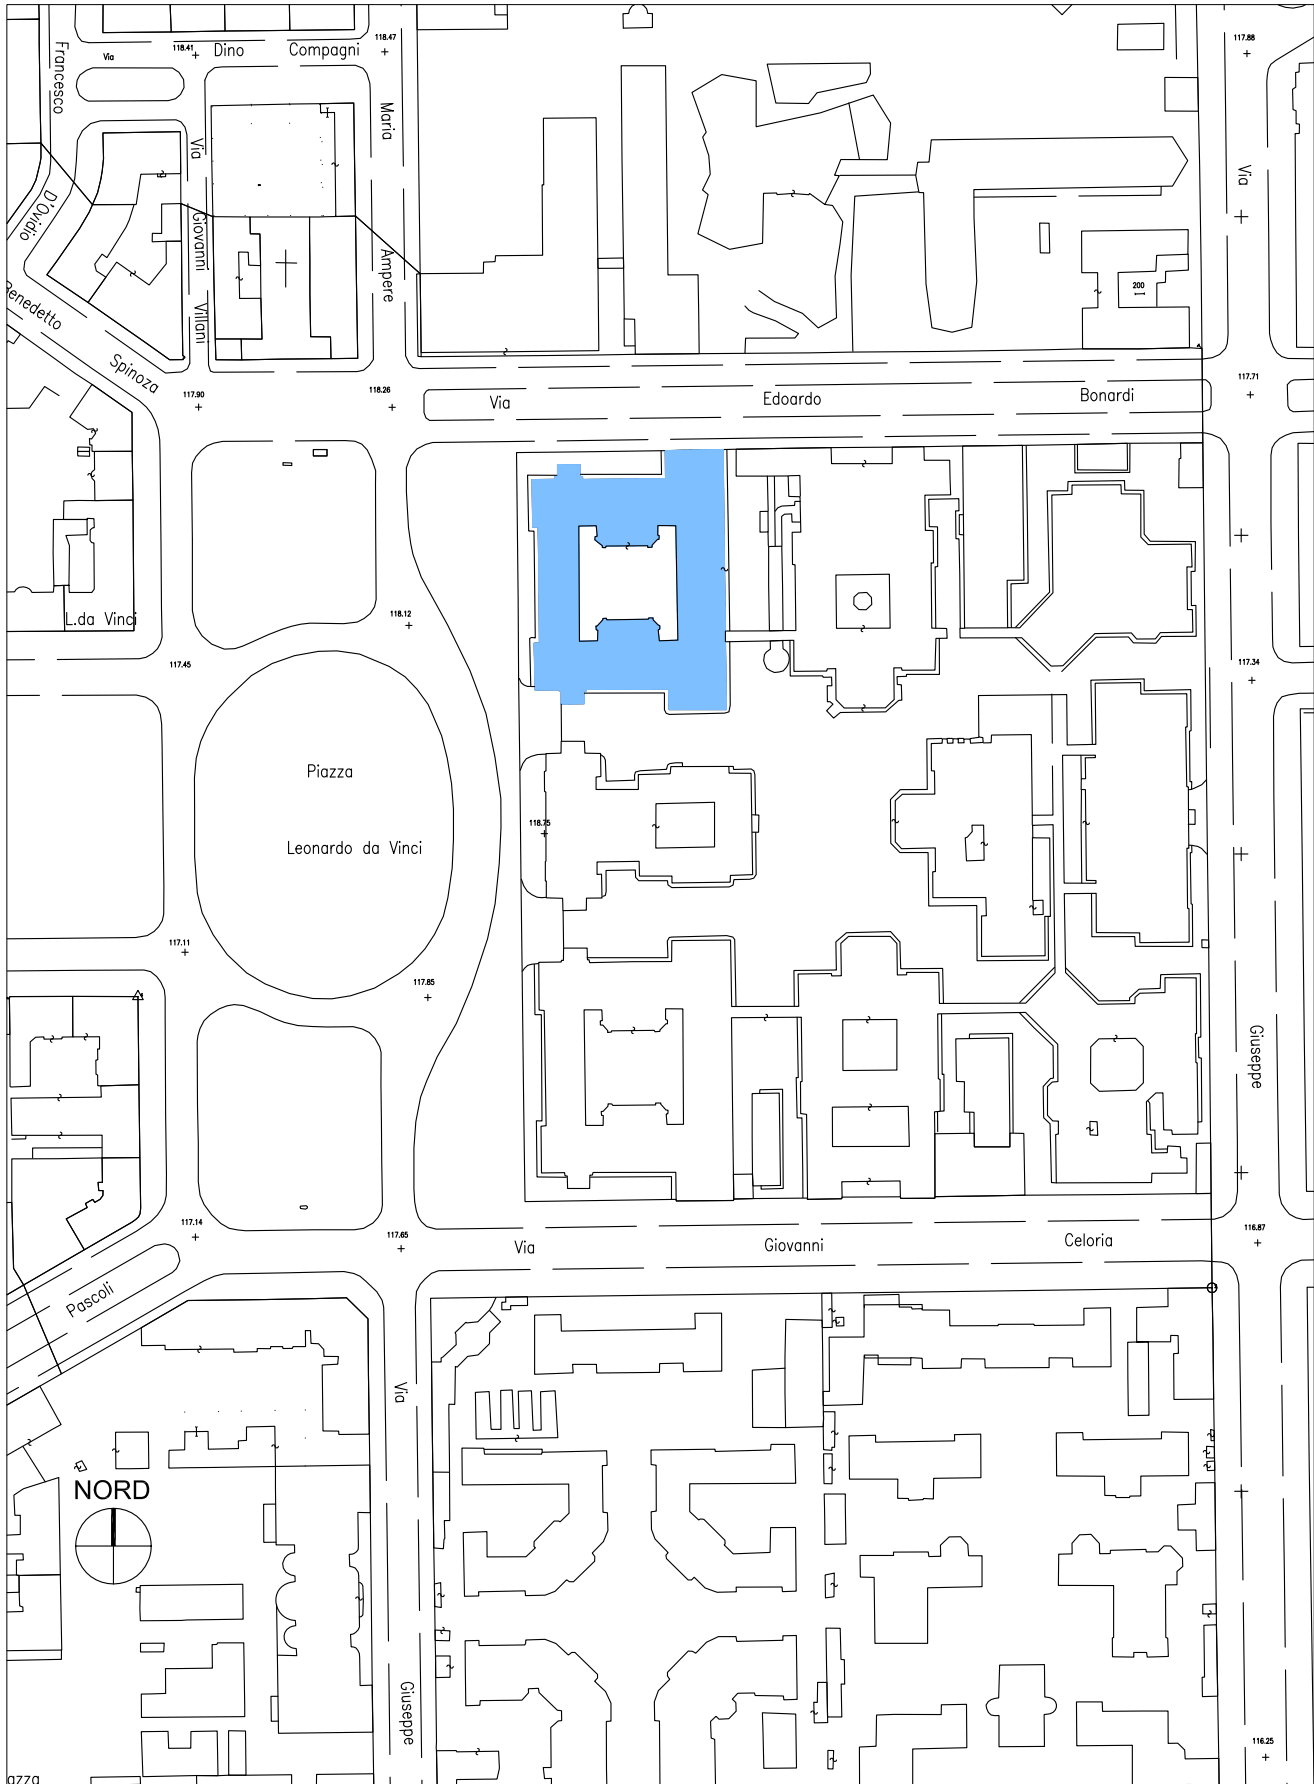 118.41
Dino
Compagni
118.47
117.88
Via
Francesco
Maria
Via
Via
D'Ovidio
Giovanni
Ampere
Benedetto
Villani
200
Spinoza
117.90
118.26
Via
Edoardo
Bonardi
117.71
L.da Vinci
118.12
117.45
117.34
Piazza
118.75
Leonardo da Vinci
117.11
117.85
Giuseppe
117.14
117.65
Via
Giovanni
Celoria
116.87
Pascoli
Via
NORD
Giuseppe
116.25
azza